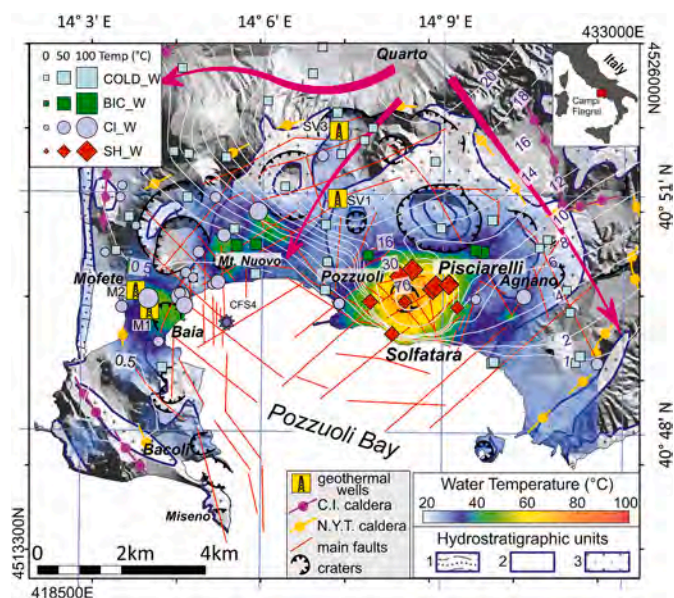 14° 3' E
14° 6' E
14° 9' E
433000E
4525000N
0 50 100 Temp (°C)
COLD_W
BIC_W
Cl_W
SH_W
Quarto
Italy
Campi
Flegrei
20
18
16
14
12
10
8
6
4
2
1
SV3
SV1
40° 51' N
Mt. Nuovo
16
30
70
Pisciarelli
Pozzuoli
Agnano
Mofete
0.5
M2
M1
CFS4
Baia
Solfatara
0.5
Pozzuoli Bay
40° 48' N
Bacoli
Miseno
geothermal
wells
C.I. caldera
N.Y.T. caldera
main faults
craters
Water Temperature (°C)
20 40 60 80 100
Hydrostratigraphic units
1 2 3
0 2km 4km
4513300N
418500E